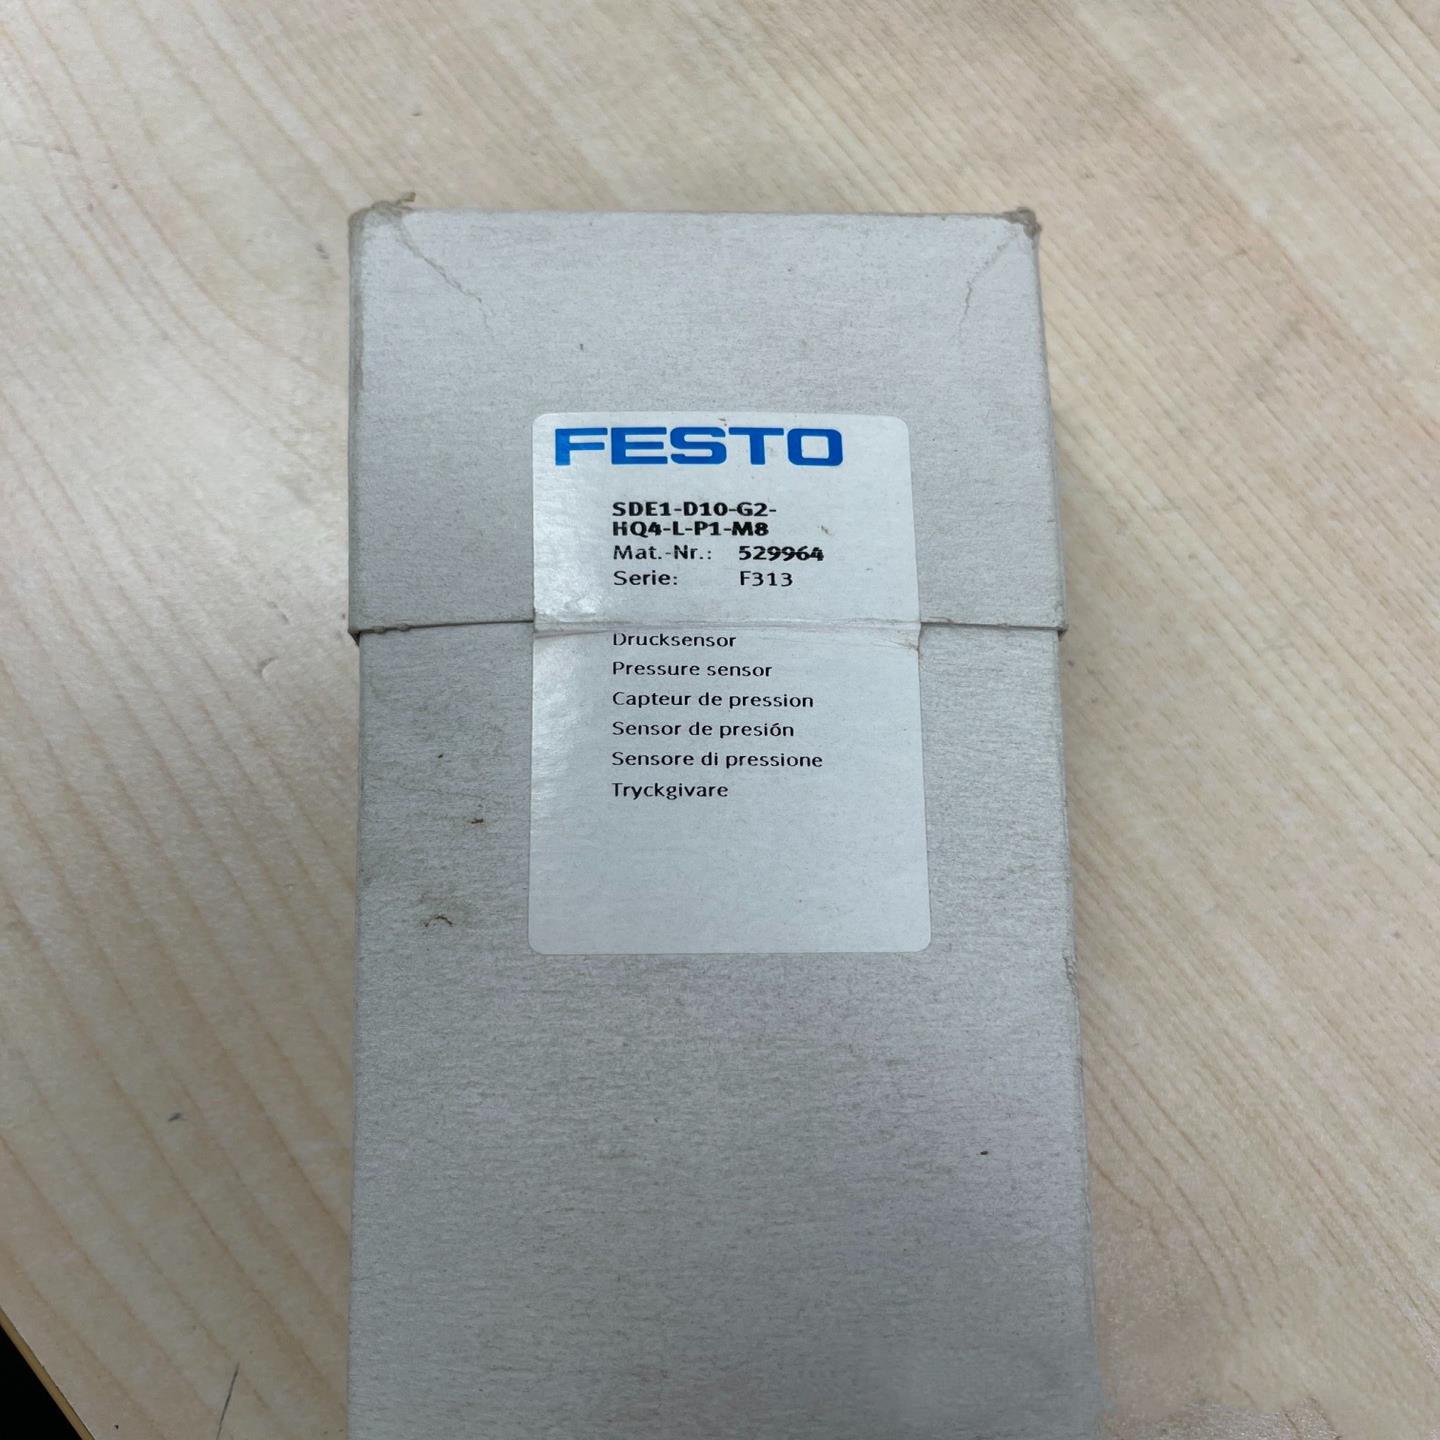 FESTO
SDE1-D10-G2-
HQ4-L-P1-M8
Mat.-Nr.: 529964
Serie: F313
Drucksensor
Pressure sensor
Capteur de pression
Sensor de presión
Sensore di pressione
Tryckgivare